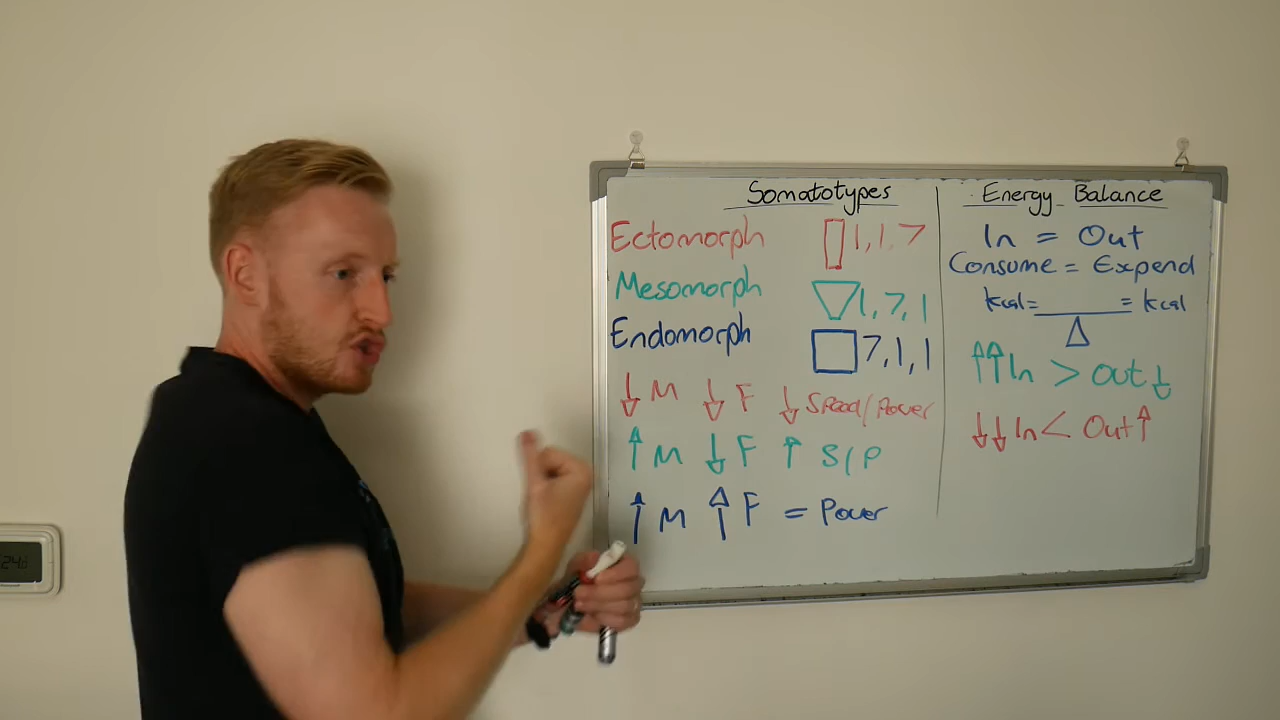 Somatotypes
Ectomorph 1, 1, 7
Mesomorph 1, 7, 1
Endomorph 7, 1, 1
↓ M ↓ F ↓ Speed/Power
↑ M ↓ F ↑ S/P
↑ M ↑ F = Power
Energy Balance
In = Out
Consume = Expend
kcal= = kcal
↑↑ In > out ↓
↓↓ In < Out ↑